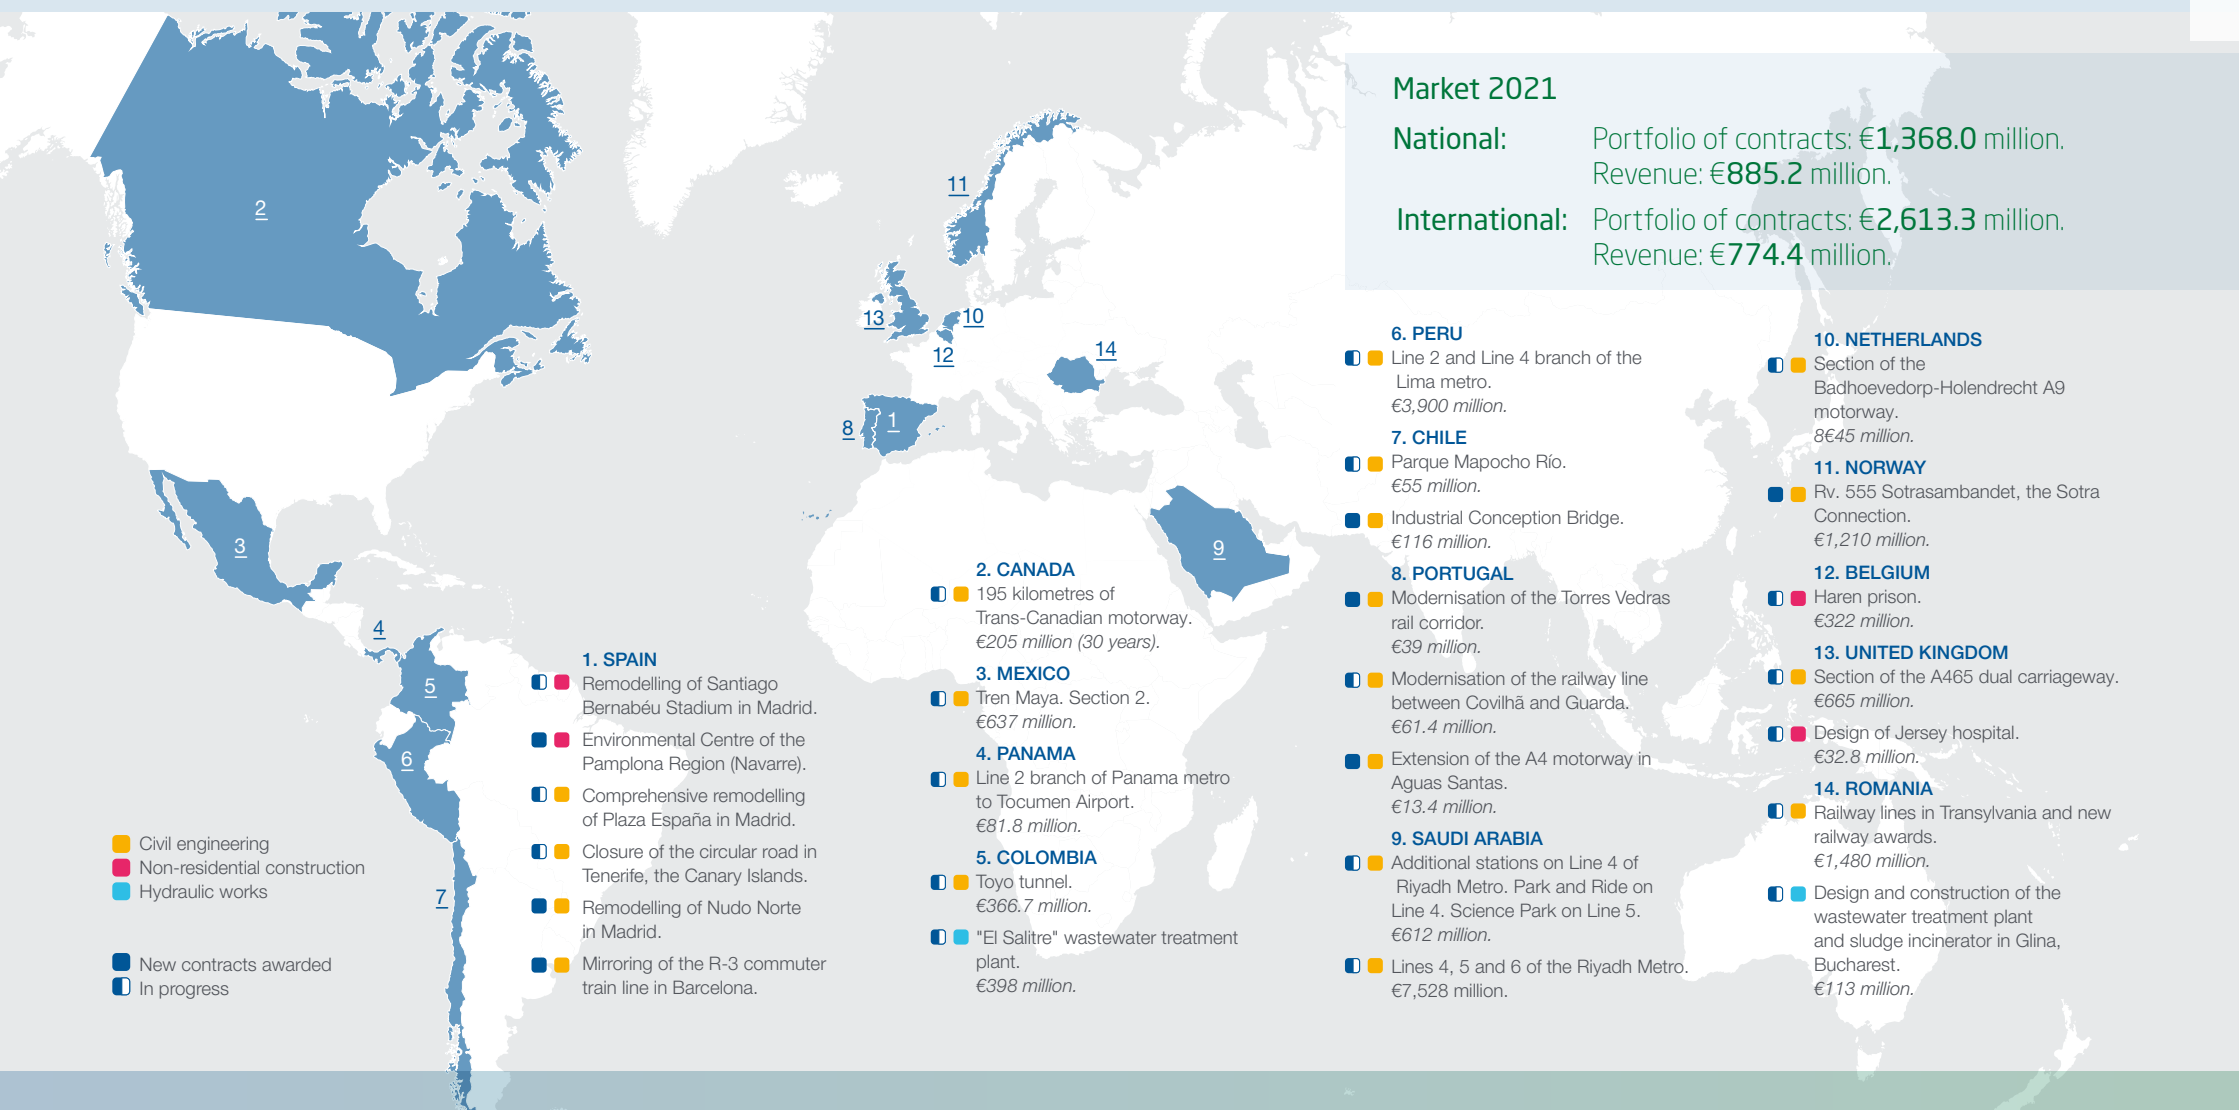 Market 2021
National: Portfolio of contracts: €1,368.0 million.
Revenue: €885.2 million.
International: Portfolio of contracts: €2,613.3 million.
Revenue: €774.4 million.
2
11
13
10
12
14
8
1
3
9
4
5
6
7
Civil engineering
Non-residential construction
Hydraulic works
New contracts awarded
In progress
1. SPAIN
Remodelling of Santiago
Bernabéu Stadium in Madrid.
Environmental Centre of the
Pamplona Region (Navarre).
Comprehensive remodelling
of Plaza España in Madrid.
Closure of the circular road in
Tenerife, the Canary Islands.
Remodelling of Nudo Norte
in Madrid.
Mirroring of the R-3 commuter
train line in Barcelona.
2. CANADA
195 kilometres of
Trans-Canadian motorway.
€205 million (30 years).
3. MEXICO
Tren Maya. Section 2.
€637 million.
4. PANAMA
Line 2 branch of Panama metro
to Tocumen Airport.
€81.8 million.
5. COLOMBIA
Toyo tunnel.
€366.7 million.
"El Salitre" wastewater treatment
plant.
€398 million.
6. PERU
Line 2 and Line 4 branch of the
Lima metro.
€3,900 million.
7. CHILE
Parque Mapocho Río.
€55 million.
Industrial Conception Bridge.
€116 million.
8. PORTUGAL
Modernisation of the Torres Vedras
rail corridor.
€39 million.
Modernisation of the railway line
between Covilhã and Guarda.
€61.4 million.
Extension of the A4 motorway in
Aguas Santas.
€13.4 million.
9. SAUDI ARABIA
Additional stations on Line 4 of
Riyadh Metro. Park and Ride on
Line 4. Science Park on Line 5.
€612 million.
Lines 4, 5 and 6 of the Riyadh Metro.
€7,528 million.
10. NETHERLANDS
Section of the
Badhoevedorp-Holendrecht A9
motorway.
8€45 million.
11. NORWAY
Rv. 555 Sotrasambandet, the Sotra
Connection.
€1,210 million.
12. BELGIUM
Haren prison.
€322 million.
13. UNITED KINGDOM
Section of the A465 dual carriageway.
€665 million.
Design of Jersey hospital.
€32.8 million.
14. ROMANIA
Railway lines in Transylvania and new
railway awards.
€1,480 million.
Design and construction of the
wastewater treatment plant
and sludge incinerator in Glina,
Bucharest.
€113 million.